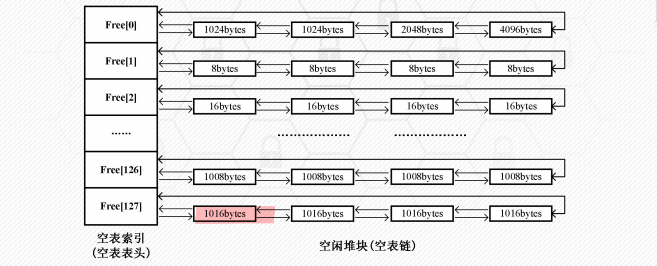 Free[0] 1024bytes 1024bytes 2048bytes 4096bytes
Free[1] 8bytes 8bytes 8bytes 8bytes
Free[2] 16bytes 16bytes 16bytes 16bytes
…… ……………… ………………
Free[126] 1008bytes 1008bytes 1008bytes 1008bytes
Free[127] 1016bytes 1016bytes 1016bytes 1016bytes
空表索引
(空表表头)
空闲堆块(空表链)